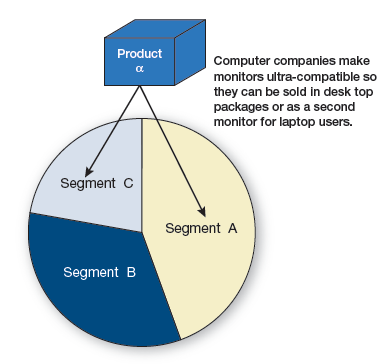 Product
α
Computer companies make
monitors ultra-compatible so
they can be sold in desk top
packages or as a second
monitor for laptop users.
Segment C
Segment A
Segment B